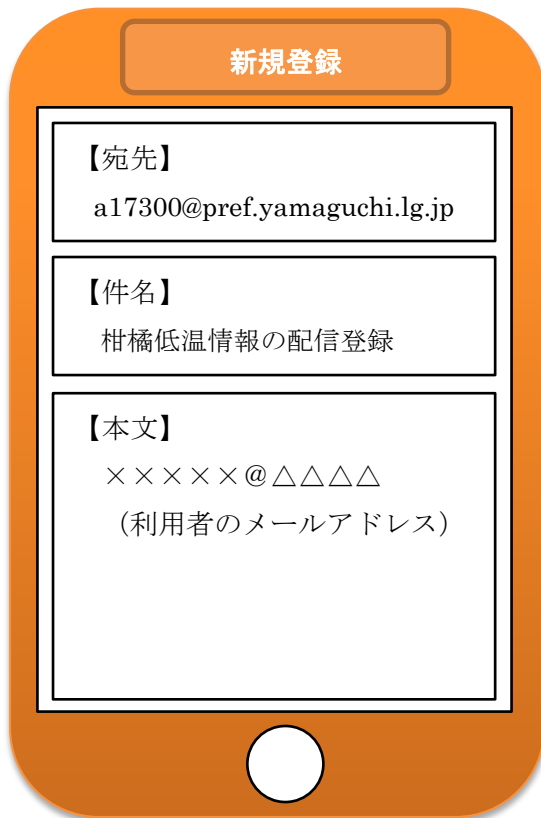 新規登録
【宛先】
a17300@pref.yamaguchi.lg.jp
【件名】
柑橘低温情報の配信登録
【本文】
×××××@△△△△
（利用者のメールアドレス）